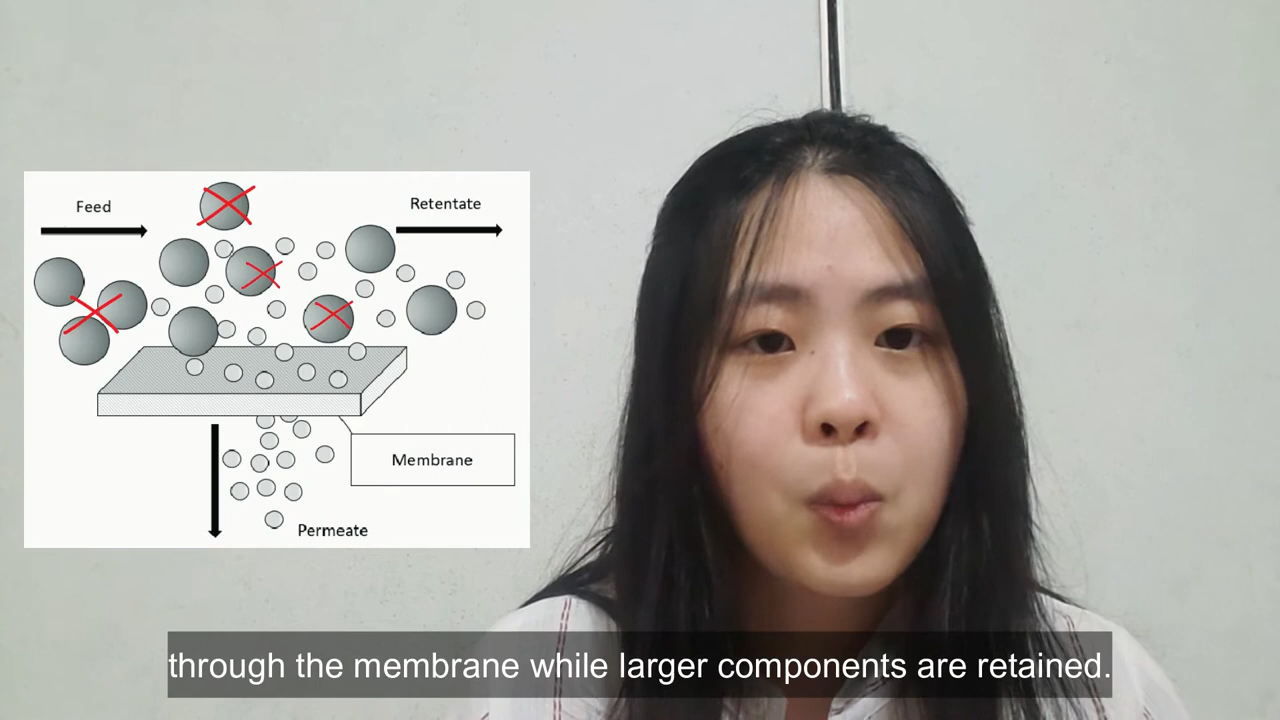 Feed
Retentate
Membrane
Permeate
through the membrane while larger components are retained.